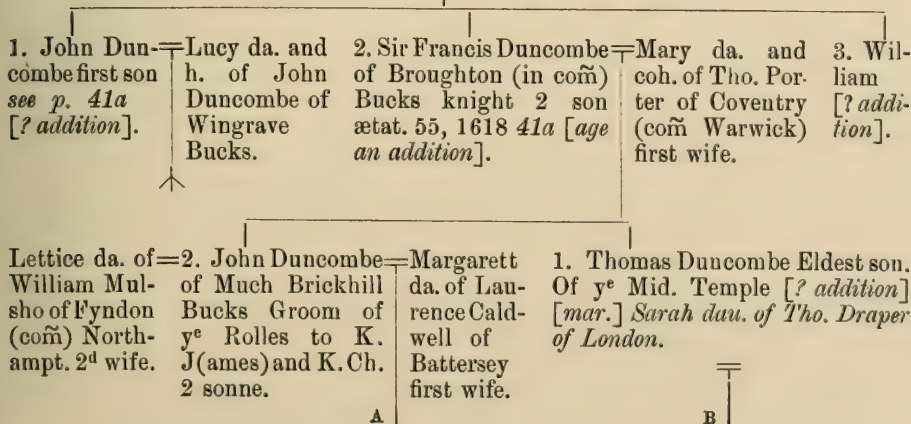 1. John Dun-
combe first son
see p. 41a
[? addition].
Lucy da. and
h. of John
Duncombe of
Wingrave
Bucks.
2. Sir Francis Duncombe
of Broughton (in com̃)
Bucks knight 2 son
ætat. 55, 1618 41a [age
an addition].
Mary da. and
coh. of Tho. Por-
ter of Coventry
(com̃ Warwick)
first wife.
3. Wil-
liam
[? addi-
tion].
Lettice da. of
William Mul-
sho of Fyndon
(com̃) North-
ampt. 2ᵈ wife.
2. John Duncombe
of Much Brickhill
Bucks Groom of
yᵉ Rolles to K.
J(ames) and K. Ch.
2 sonne.
Margarett
da. of Lau-
rence Cald-
well of
Battersey
first wife.
1. Thomas Duncombe Eldest son.
Of yᵉ Mid. Temple [? addition]
[mar.] Sarah dau. of Tho. Draper
of London.
A
B